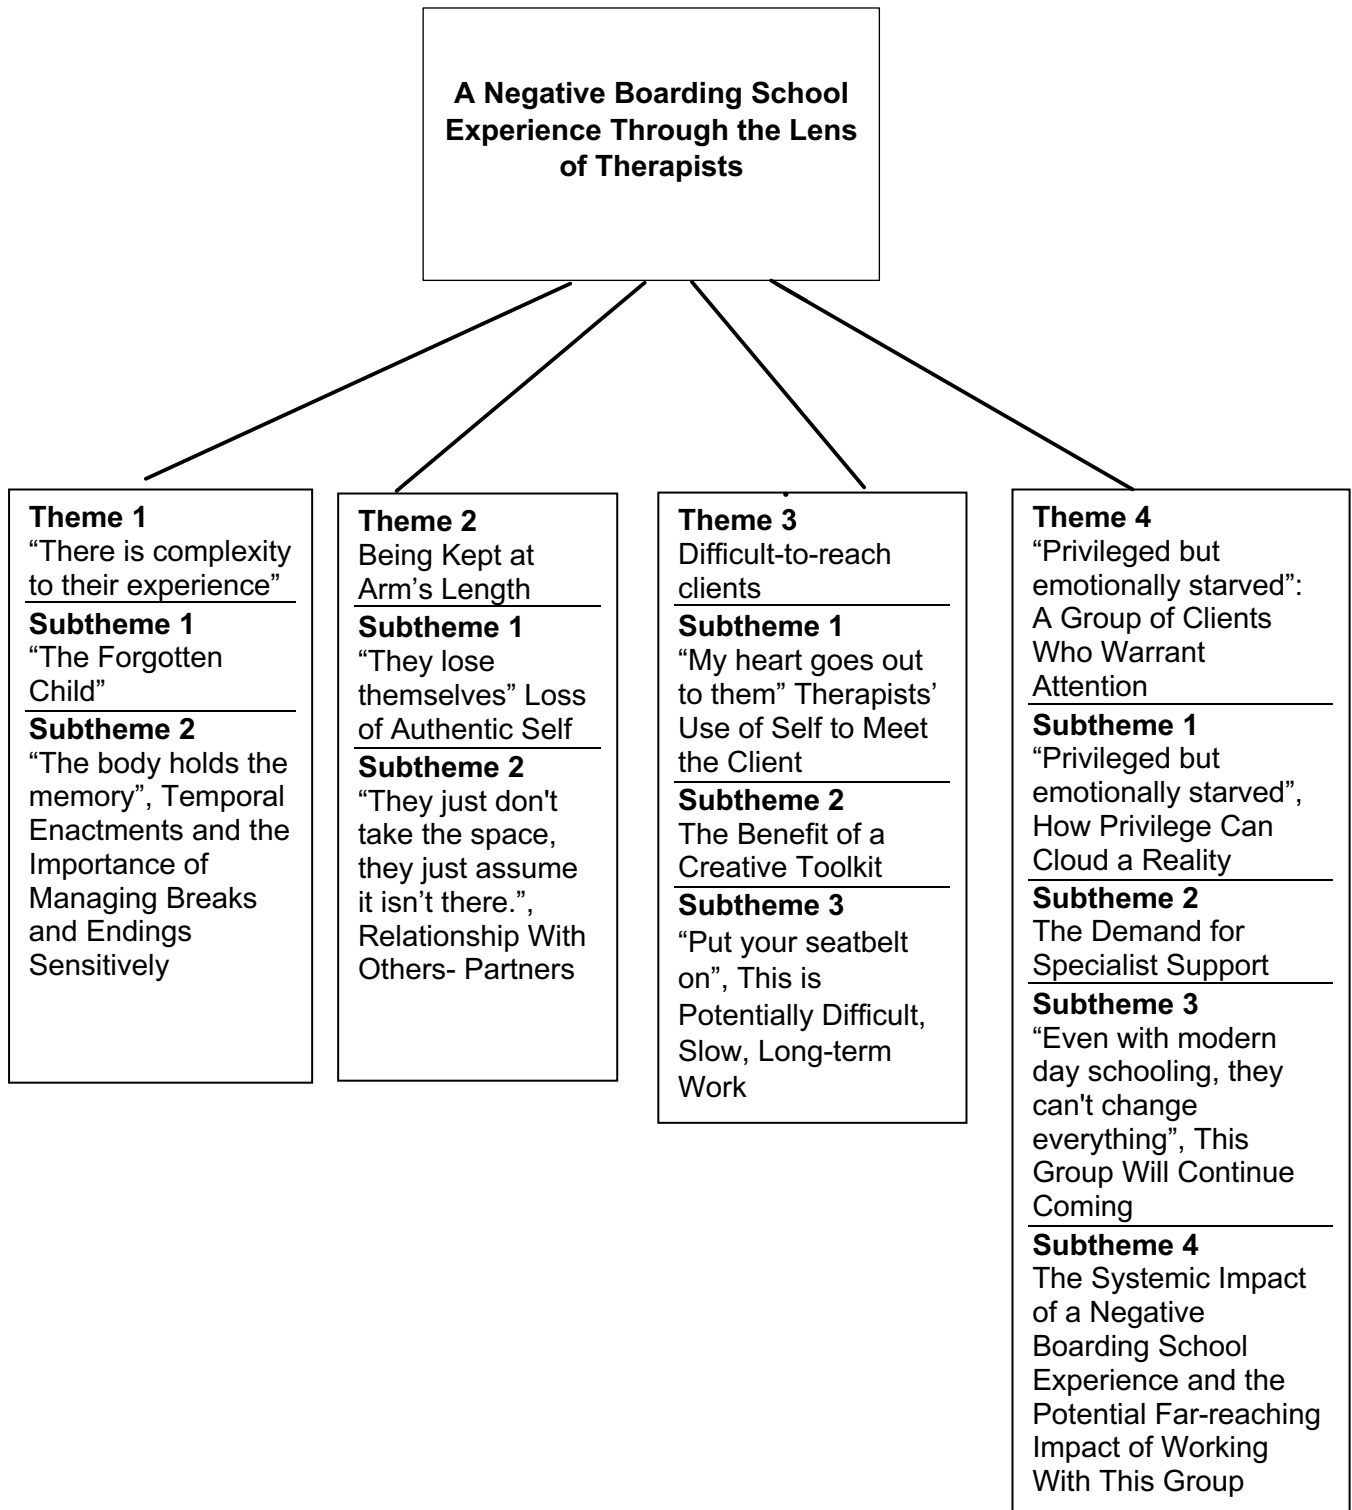 A Negative Boarding School
Experience Through the Lens
of Therapists
Theme 1
“There is complexity
to their experience”
Subtheme 1
“The Forgotten
Child”
Subtheme 2
“The body holds the
memory”, Temporal
Enactments and the
Importance of
Managing Breaks
and Endings
Sensitively
Theme 2
Being Kept at
Arm’s Length
Subtheme 1
“They lose
themselves” Loss
of Authentic Self
Subtheme 2
“They just don't
take the space,
they just assume
it isn’t there.”,
Relationship With
Others- Partners
Theme 3
Difficult-to-reach
clients
Subtheme 1
“My heart goes out
to them” Therapists’
Use of Self to Meet
the Client
Subtheme 2
The Benefit of a
Creative Toolkit
Subtheme 3
“Put your seatbelt
on”, This is
Potentially Difficult,
Slow, Long-term
Work
Theme 4
“Privileged but
emotionally starved”:
A Group of Clients
Who Warrant
Attention
Subtheme 1
“Privileged but
emotionally starved”,
How Privilege Can
Cloud a Reality
Subtheme 2
The Demand for
Specialist Support
Subtheme 3
“Even with modern
day schooling, they
can't change
everything”, This
Group Will Continue
Coming
Subtheme 4
The Systemic Impact
of a Negative
Boarding School
Experience and the
Potential Far-reaching
Impact of Working
With This Group